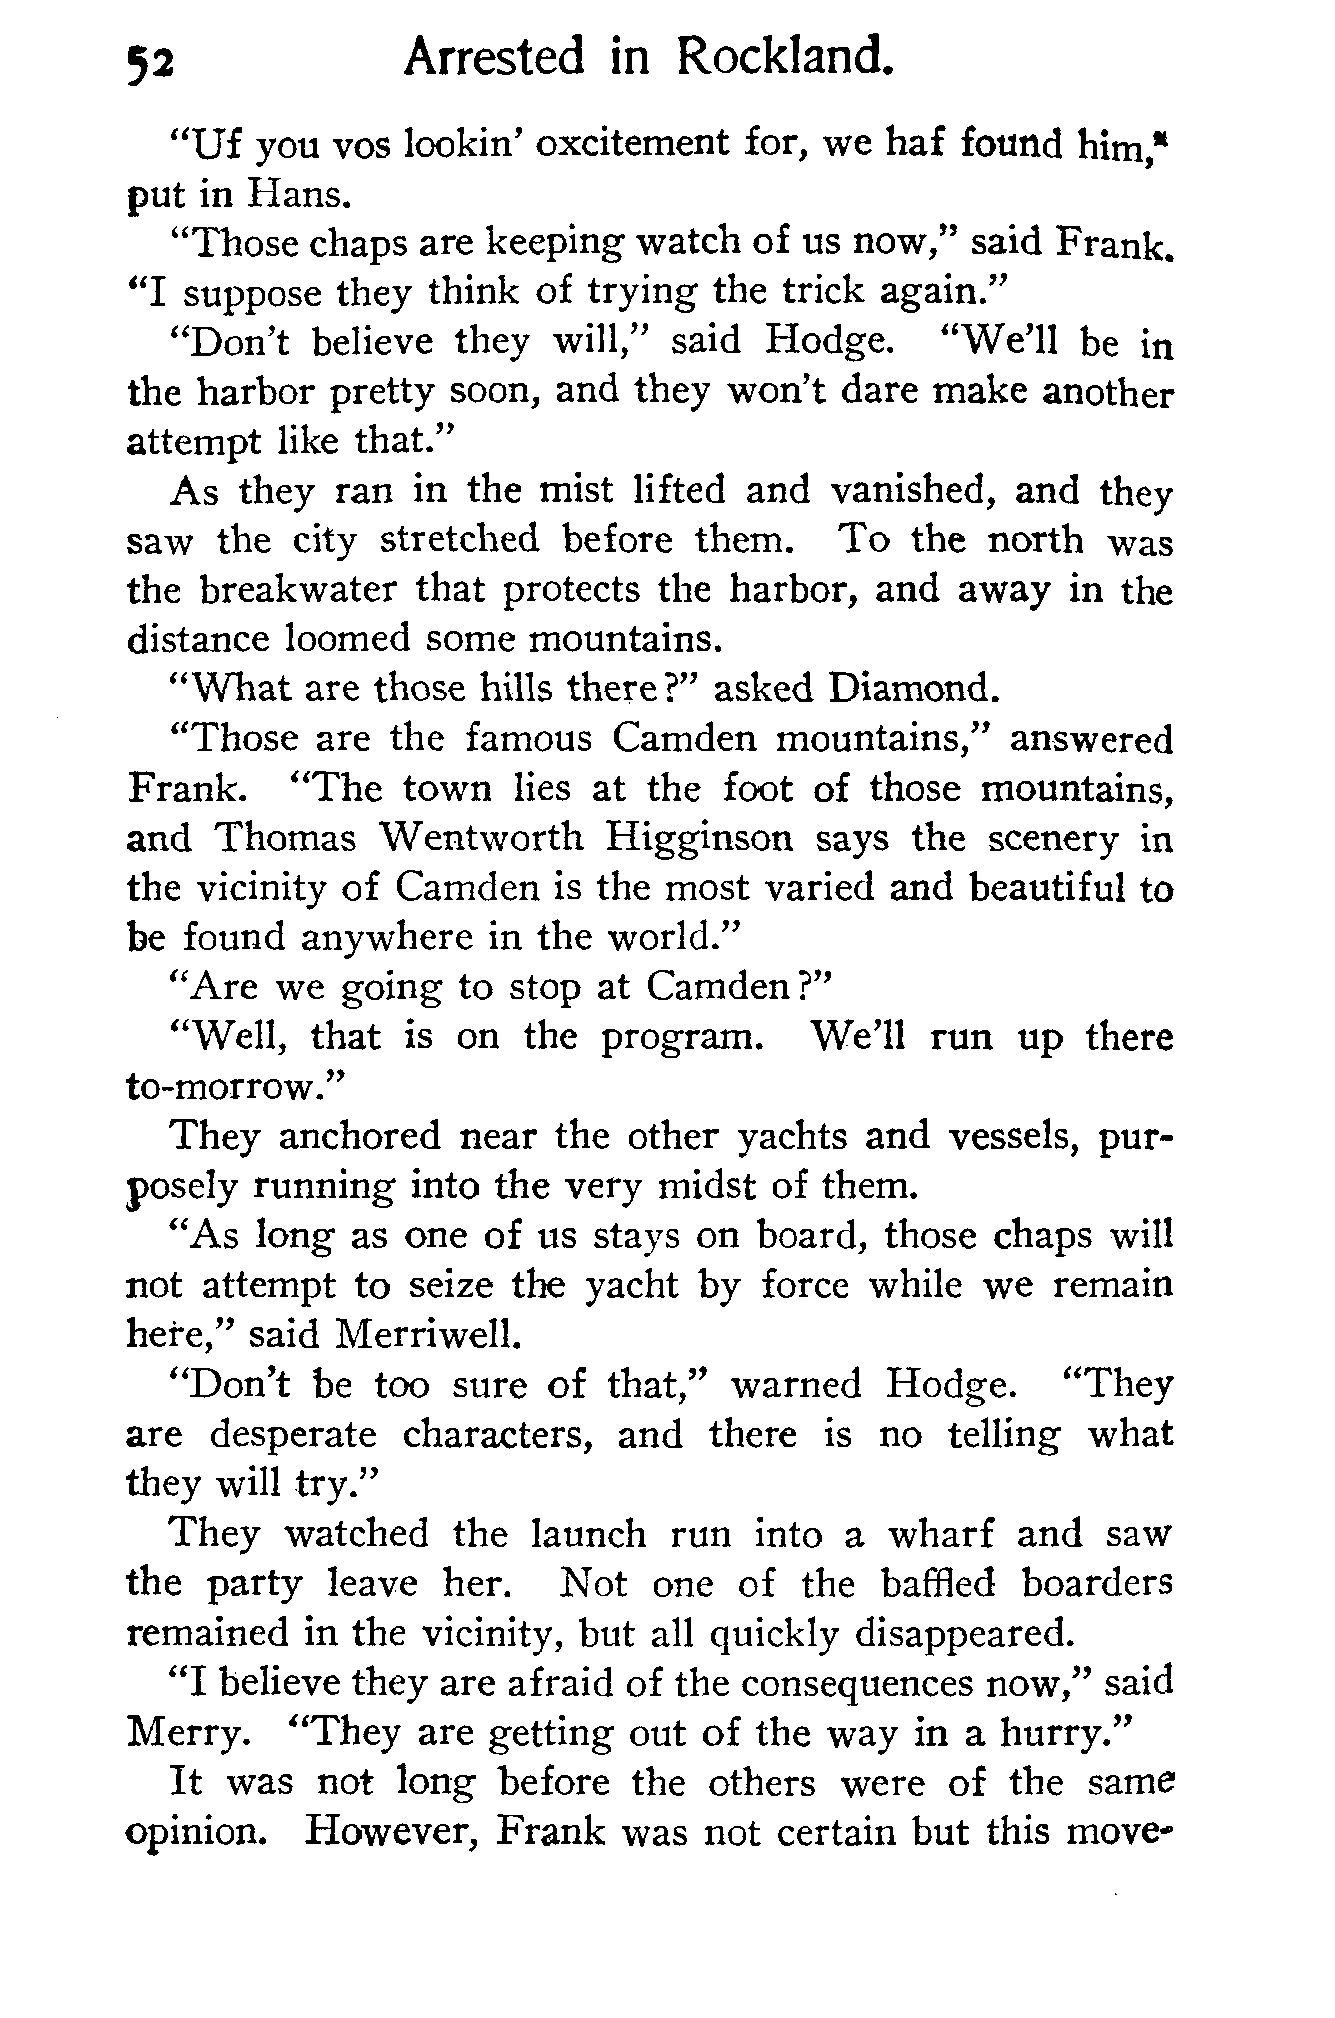 52 Arrested in Rockland.
“Uf you vos lookin’ oxcitement for, we haf found him,”
put in Hans.
“Those chaps are keeping watch of us now,” said Frank.
“I suppose they think of trying the trick again.”
“Don’t believe they will,” said Hodge. “We’ll be in
the harbor pretty soon, and they won’t dare make another
attempt like that.”
As they ran in the mist lifted and vanished, and they
saw the city stretched before them. To the north was
the breakwater that protects the harbor, and away in the
distance loomed some mountains.
“What are those hills there?” asked Diamond.
“Those are the famous Camden mountains,” answered
Frank. “The town lies at the foot of those mountains,
and Thomas Wentworth Higginson says the scenery in
the vicinity of Camden is the most varied and beautiful to
be found anywhere in the world.”
“Are we going to stop at Camden?”
“Well, that is on the program. We’ll run up there
to-morrow.”
They anchored near the other yachts and vessels, pur-
posely running into the very midst of them.
“As long as one of us stays on board, those chaps will
not attempt to seize the yacht by force while we remain
here,” said Merriwell.
“Don’t be too sure of that,” warned Hodge. “They
are desperate characters, and there is no telling what
they will try.”
They watched the launch run into a wharf and saw
the party leave her. Not one of the baffled boarders
remained in the vicinity, but all quickly disappeared.
“I believe they are afraid of the consequences now,” said
Merry. “They are getting out of the way in a hurry.”
It was not long before the others were of the same
opinion. However, Frank was not certain but this move-